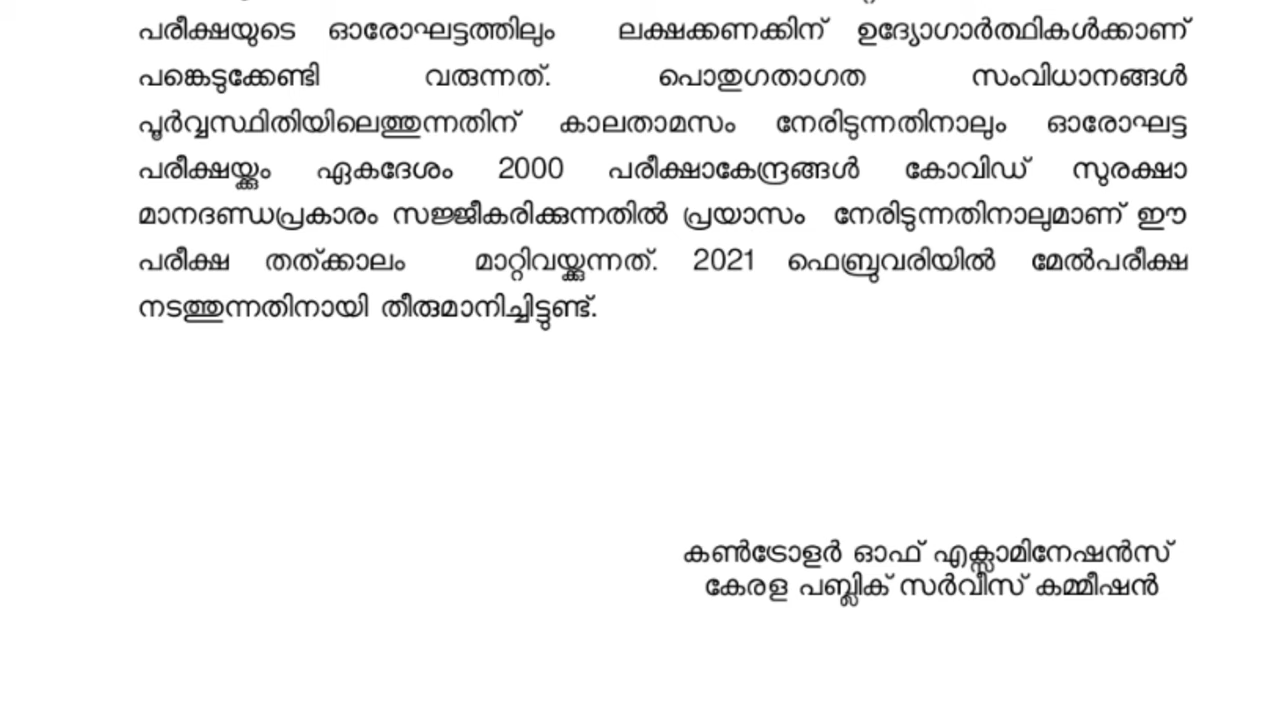 പരീക്ഷയുടെ ഓരോഘട്ടത്തിലും ലക്ഷക്കണക്കിന് ഉദ്യോഗാർത്ഥികൾക്കാണ്
പങ്കെടുക്കേണ്ടി വരുന്നത്. പൊതുഗതാഗത സംവിധാനങ്ങൾ
പൂർവ്വസ്ഥിതിയിലെത്തുന്നതിന് കാലതാമസം നേരിടുന്നതിനാലും ഓരോഘട്ട
പരീക്ഷയ്ക്കും ഏകദേശം 2000 പരീക്ഷാകേന്ദ്രങ്ങൾ കോവിഡ് സുരക്ഷാ
മാനദണ്ഡപ്രകാരം സജ്ജീകരിക്കുന്നതിൽ പ്രയാസം നേരിടുന്നതിനാലുമാണ് ഈ
പരീക്ഷ തത്ക്കാലം മാറ്റിവയ്ക്കുന്നത്. 2021 ഫെബ്രുവരിയിൽ മേൽപരീക്ഷ
നടത്തുന്നതിനായി തീരുമാനിച്ചിട്ടുണ്ട്.
കൺട്രോളർ ഓഫ് എക്സാമിനേഷൻസ്
കേരള പബ്ലിക് സർവീസ് കമ്മീഷൻ